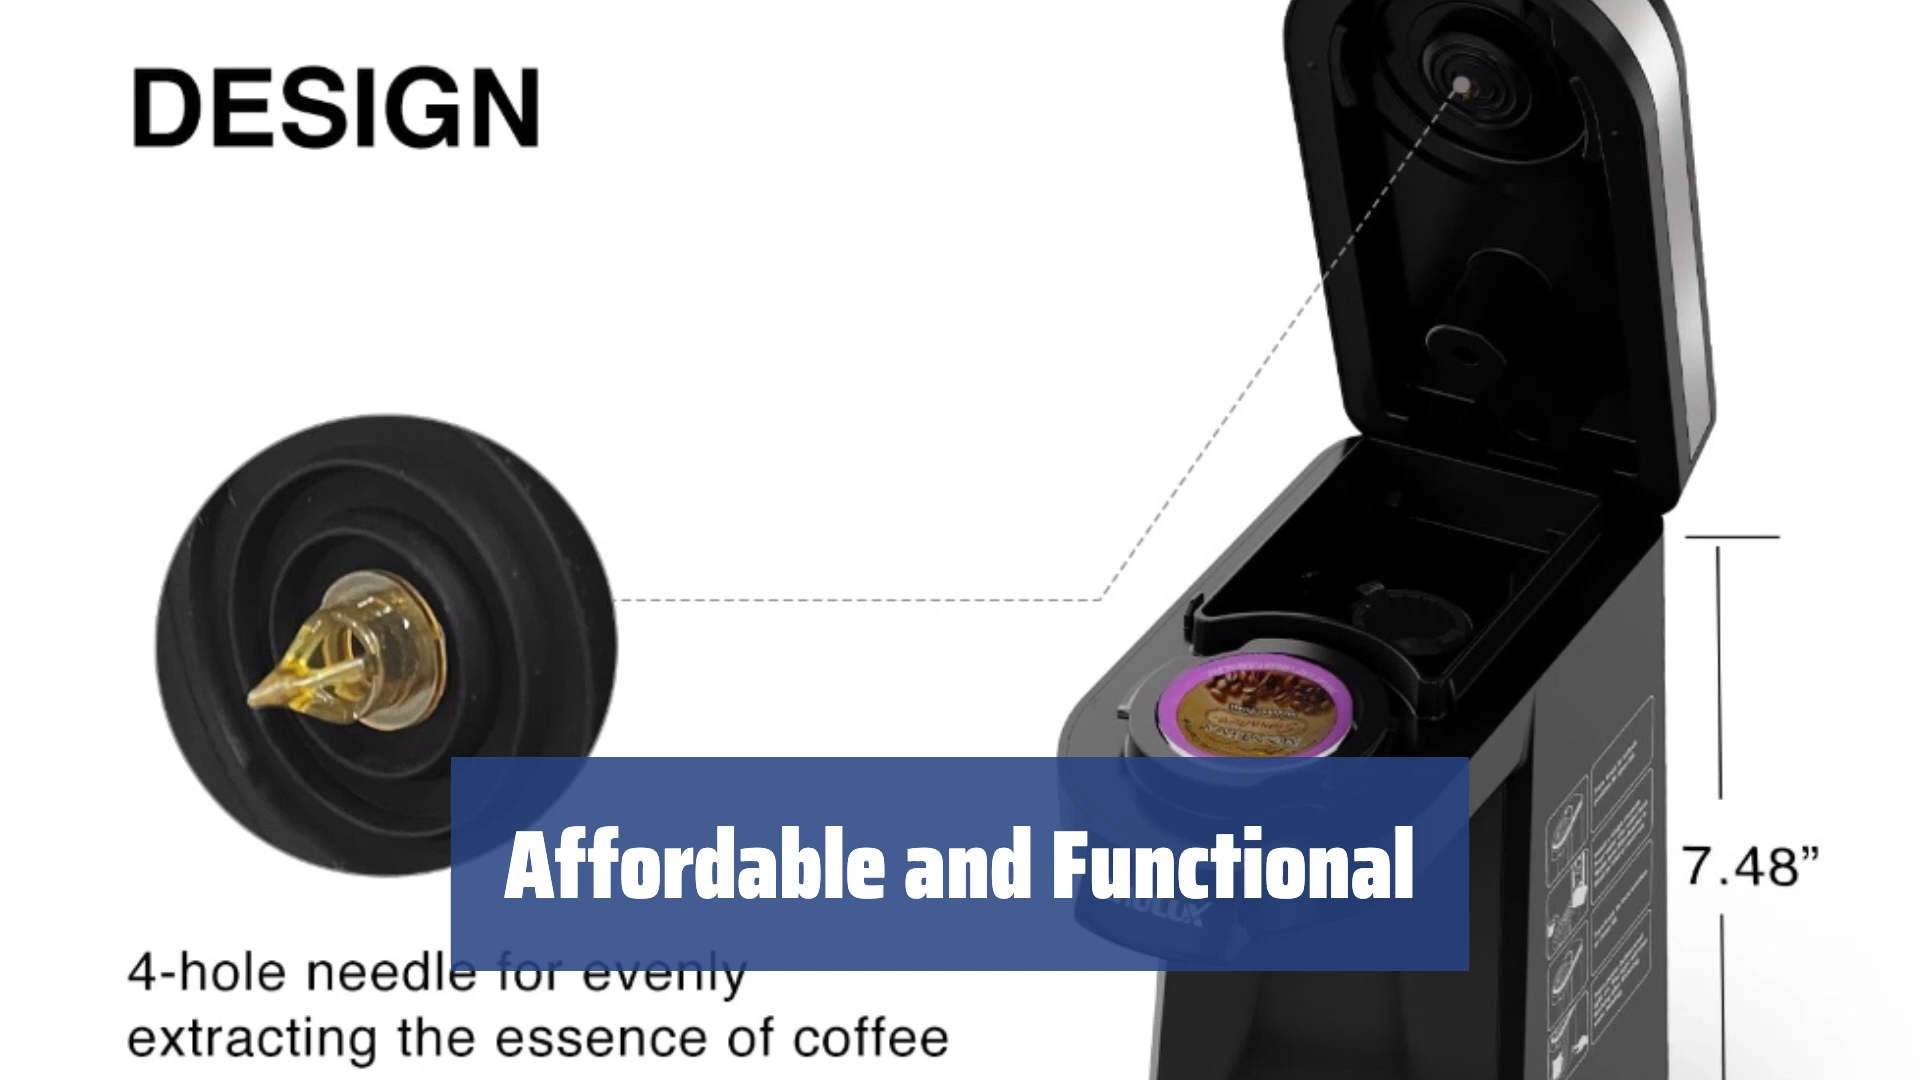 DESIGN
Affordable and Functional
7.48”
4-hole needle for evenly
extracting the essence of coffee